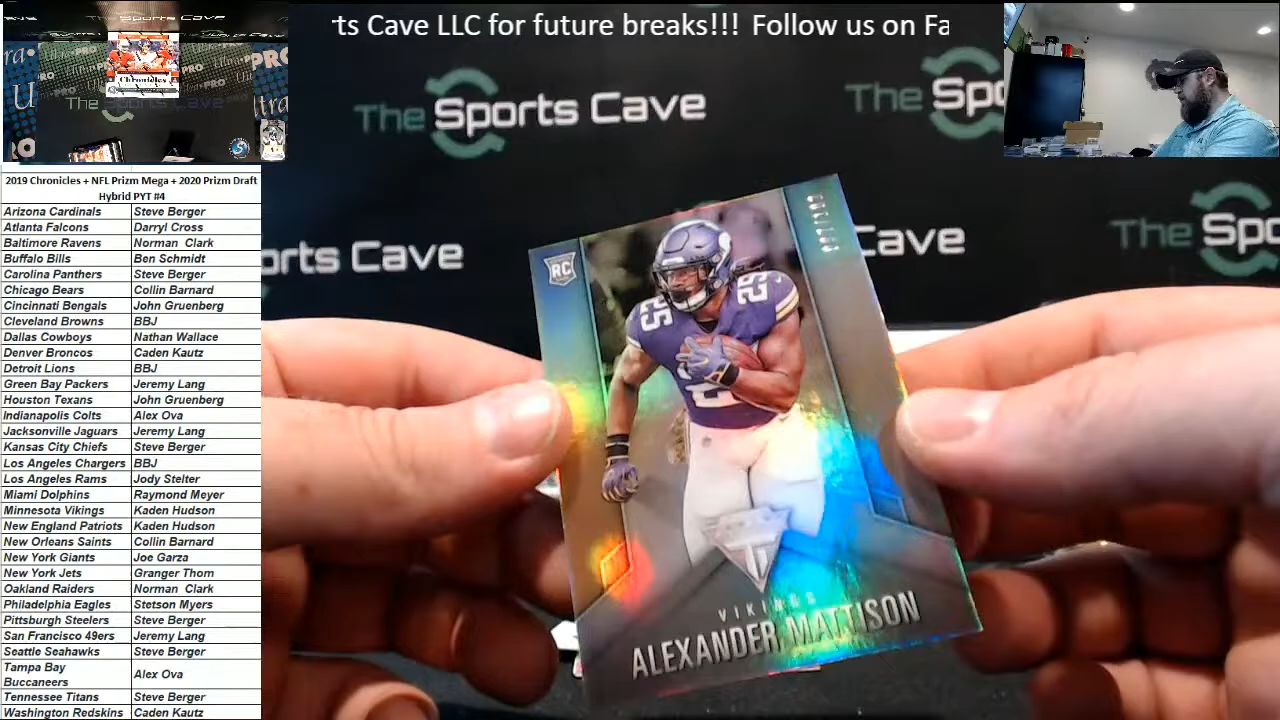 ts Cave LLC for future breaks!!! Follow us on Fa
Chronicles
The Sports Cave
PRO
The Sports Cave
The Spo
orts Cave
Cave
The Spo
2019 Chronicles + NFL Prizm Mega + 2020 Prizm Draft
Hybrid PYT #4
Arizona Cardinals Steve Berger
Atlanta Falcons Darryl Cross
Baltimore Ravens Norman Clark
Buffalo Bills Ben Schmidt
Carolina Panthers Steve Berger
Chicago Bears Collin Barnard
Cincinnati Bengals John Gruenberg
Cleveland Browns BBJ
Dallas Cowboys Nathan Wallace
Denver Broncos Caden Kautz
Detroit Lions BBJ
Green Bay Packers Jeremy Lang
Houston Texans John Gruenberg
Indianapolis Colts Alex Ova
Jacksonville Jaguars Jeremy Lang
Kansas City Chiefs Steve Berger
Los Angeles Chargers BBJ
Los Angeles Rams Jody Stelter
Miami Dolphins Raymond Meyer
Minnesota Vikings Kaden Hudson
New England Patriots Kaden Hudson
New Orleans Saints Collin Barnard
New York Giants Joe Garza
New York Jets Granger Thom
Oakland Raiders Norman Clark
Philadelphia Eagles Stetson Myers
Pittsburgh Steelers Steve Berger
San Francisco 49ers Jeremy Lang
Seattle Seahawks Steve Berger
Tampa Bay
Buccaneers Alex Ova
Tennessee Titans Steve Berger
Washington Redskins Caden Kautz
RC
25
25
VIKINGS
ALEXANDER MATTISON